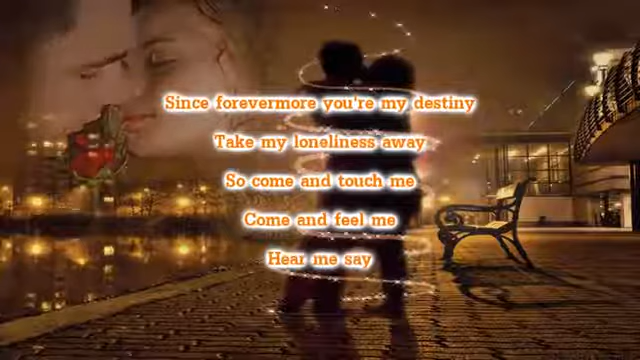 Since forevermore you're my destiny
Take my loneliness away
So come and touch me
Come and feel me
Hear me say